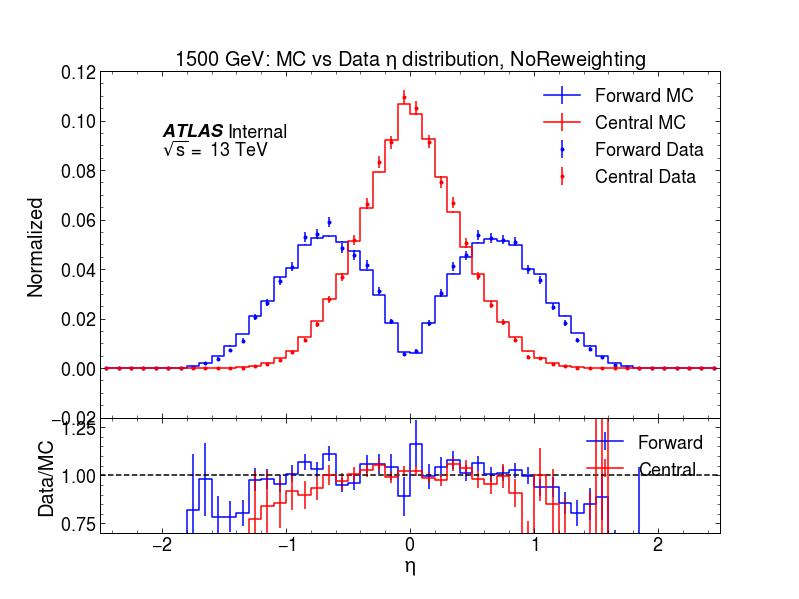 1500 GeV: MC vs Data η distribution, NoReweighting
0.12
0.10
0.08
0.06
0.04
0.02
0.00
−0.02
Normalized
ATLAS Internal
√s = 13 TeV
Forward MC
Central MC
Forward Data
Central Data
1.25
1.00
0.75
Data/MC
Forward
Central
−2 −1 0 1 2
η